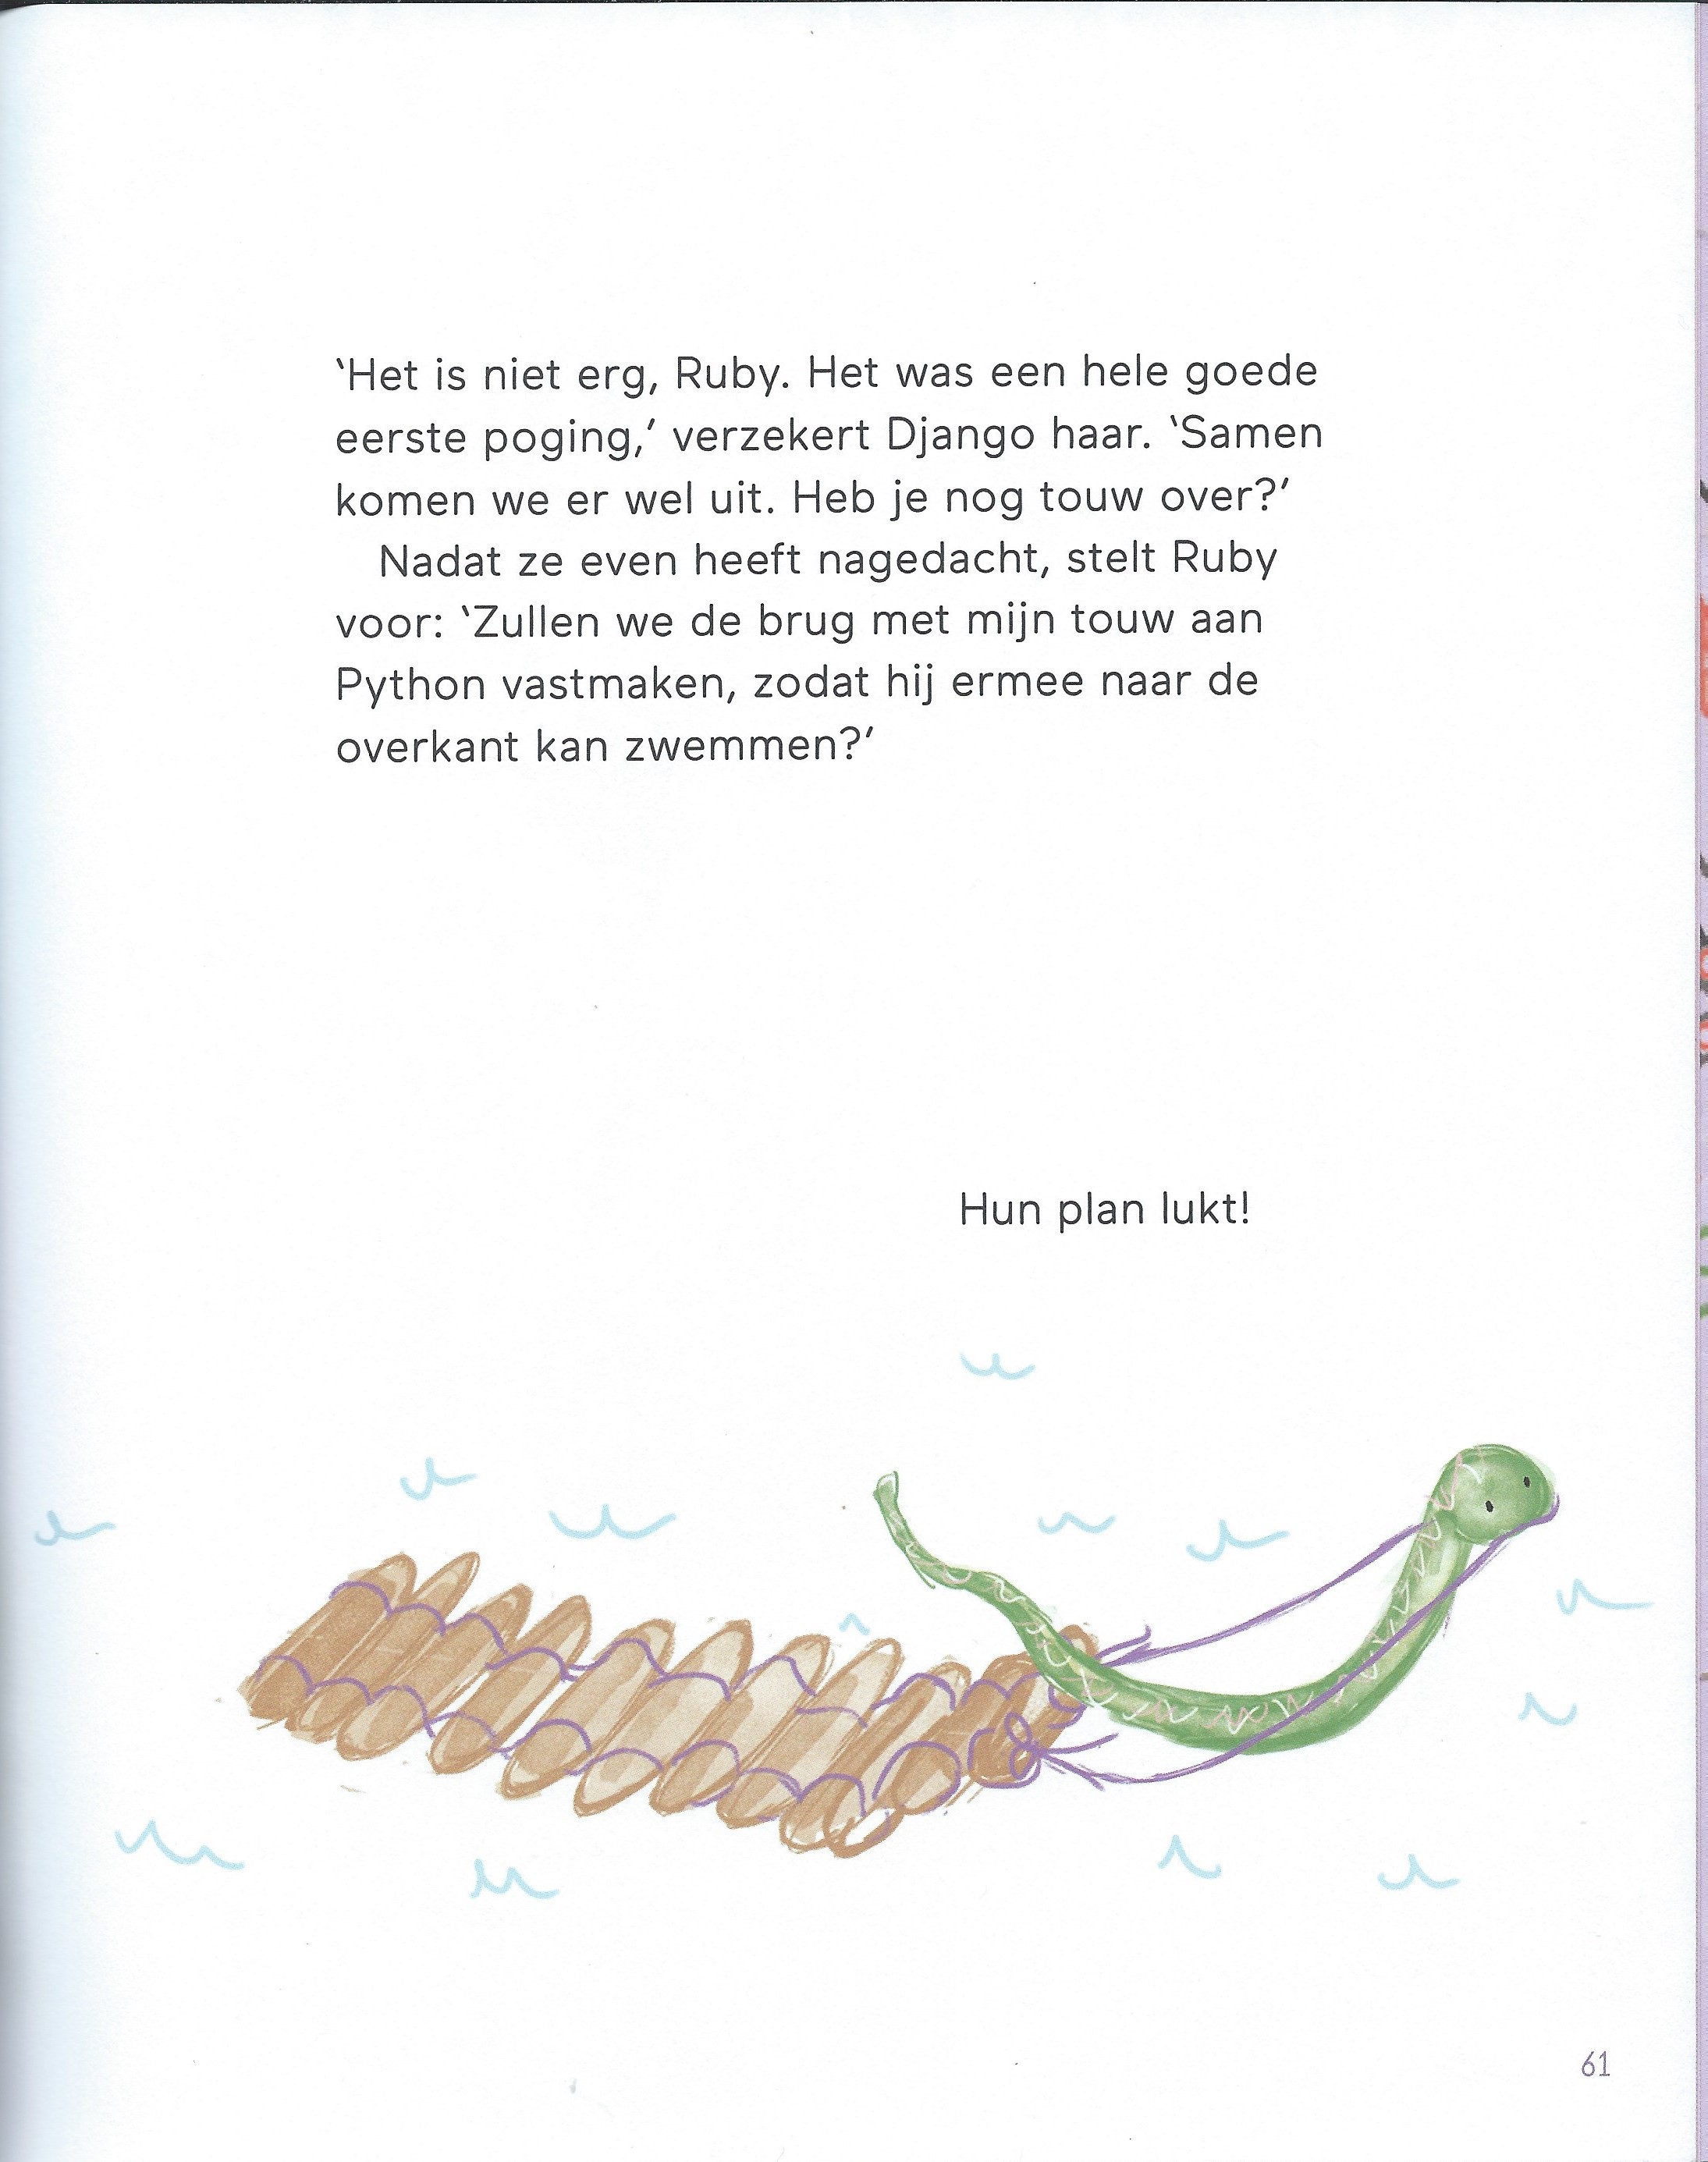 ‘Het is niet erg, Ruby. Het was een hele goede
eerste poging,’ verzekert Django haar. ‘Samen
komen we er wel uit. Heb je nog touw over?’
Nadat ze even heeft nagedacht, stelt Ruby
voor: ‘Zullen we de brug met mijn touw aan
Python vastmaken, zodat hij ermee naar de
overkant kan zwemmen?’
Hun plan lukt!
61